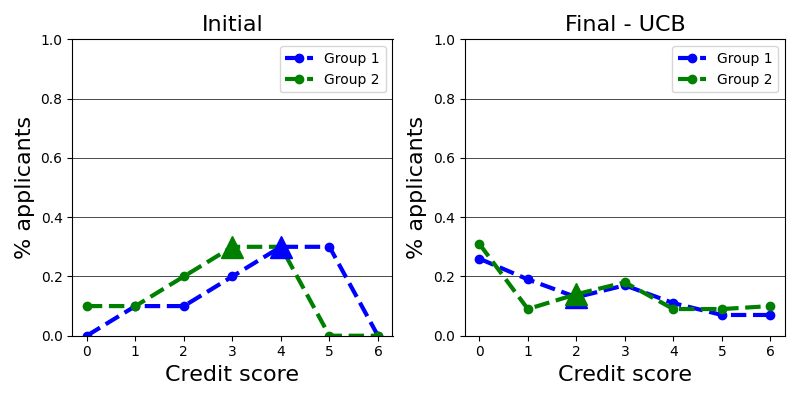 Initial
1.0
0.8
0.6
0.4
0.2
0.0
% applicants
0 1 2 3 4 5 6
Credit score
Group 1
Group 2
Final - UCB
1.0
0.8
0.6
0.4
0.2
0.0
% applicants
0 1 2 3 4 5 6
Credit score
Group 1
Group 2